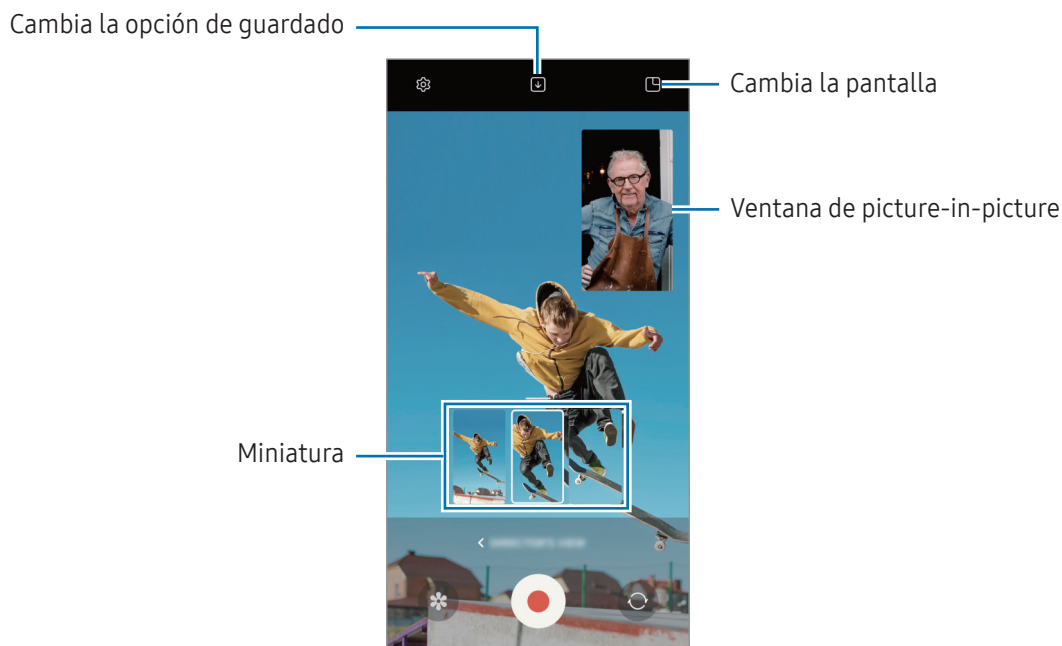 Cambia la opción de guardado
Cambia la pantalla
Ventana de picture-in-picture
Miniatura